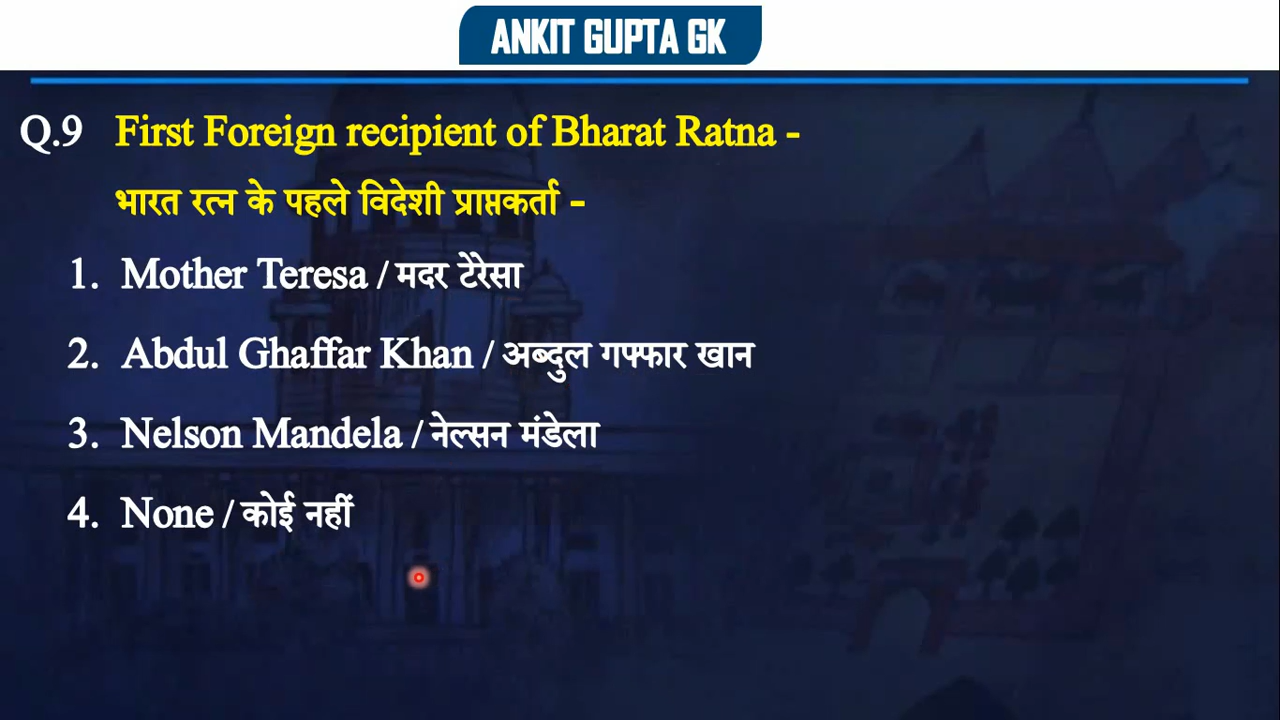 ANKIT GUPTA GK
Q.9 First Foreign recipient of Bharat Ratna -
भारत रत्न के पहले विदेशी प्राप्तकर्ता -
1. Mother Teresa / मदर टेरेसा
2. Abdul Ghaffar Khan / अब्दुल गफ्फार खान
3. Nelson Mandela / नेल्सन मंडेला
4. None / कोई नहीं